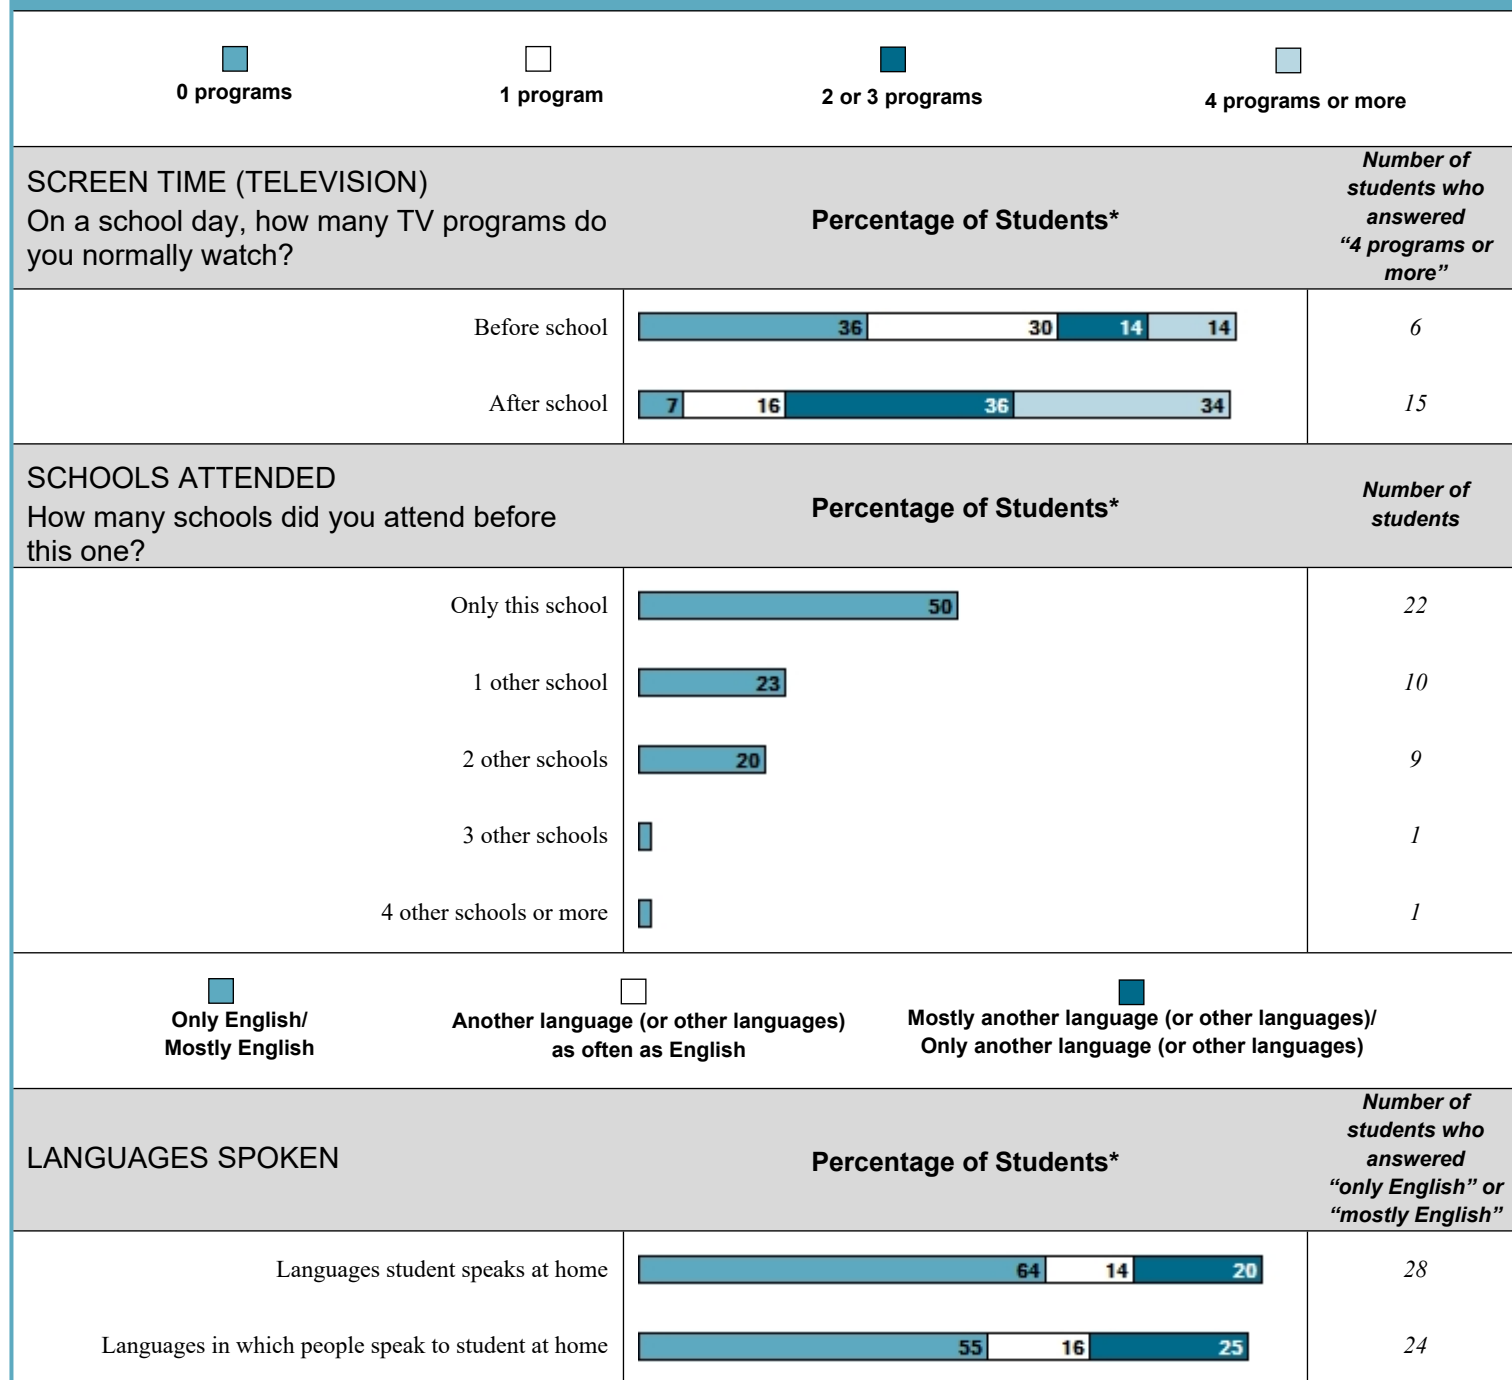 0 programs
1 program
2 or 3 programs
4 programs or more
SCREEN TIME (TELEVISION)
On a school day, how many TV programs do
you normally watch?
Percentage of Students*
Number of
students who
answered
“4 programs or
more”
Before school
36 30 14 14
6
After school
7 16 36 34
15
SCHOOLS ATTENDED
How many schools did you attend before
this one?
Percentage of Students*
Number of
students
Only this school
50
22
1 other school
23
10
2 other schools
20
9
3 other schools
1
4 other schools or more
1
Only English/
Mostly English
Another language (or other languages)
as often as English
Mostly another language (or other languages)/
Only another language (or other languages)
LANGUAGES SPOKEN
Percentage of Students*
Number of
students who
answered
“only English” or
“mostly English”
Languages student speaks at home
64 14 20
28
Languages in which people speak to student at home
55 16 25
24